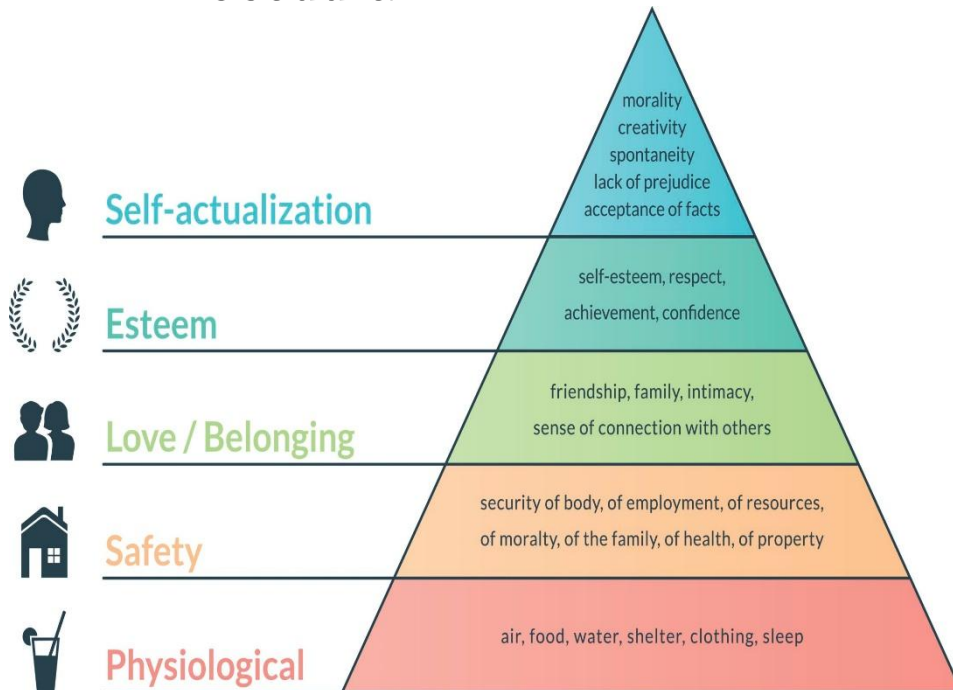 morality
creativity
spontaneity
lack of prejudice
acceptance of facts
Self-actualization
self-esteem, respect,
achievement, confidence
Esteem
friendship, family, intimacy,
sense of connection with others
Love / Belonging
security of body, of employment, of resources,
of moralty, of the family, of health, of property
Safety
air, food, water, shelter, clothing, sleep
Physiological